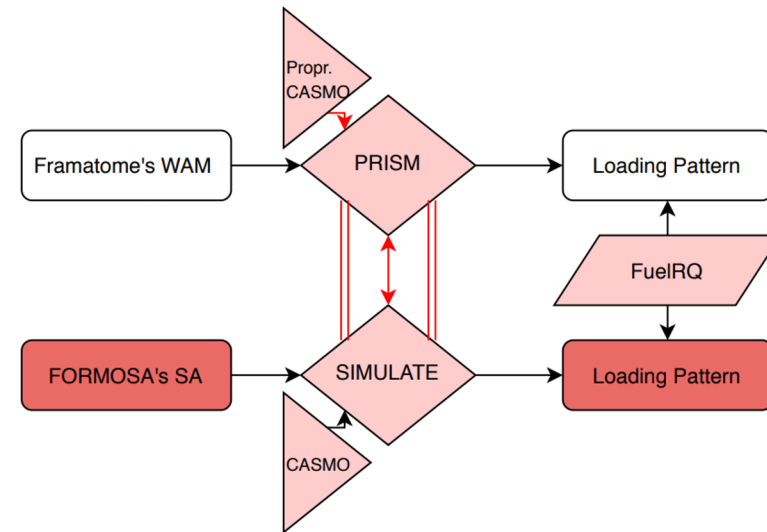 Propr.
CASMO
Framatome's WAM
PRISM
Loading Pattern
FuelRQ
FORMOSA's SA
SIMULATE
Loading Pattern
CASMO